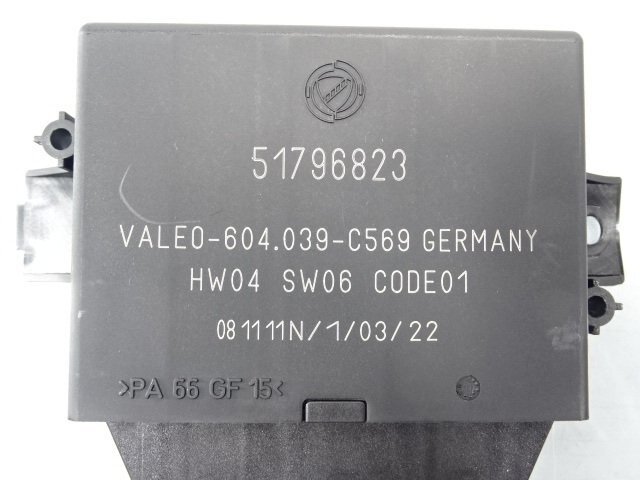 51796823
VALEO-604.039-C569 GERMANY
HW04 SW06 CODE01
081111N/1/03/22
>PA 66 GF 15<